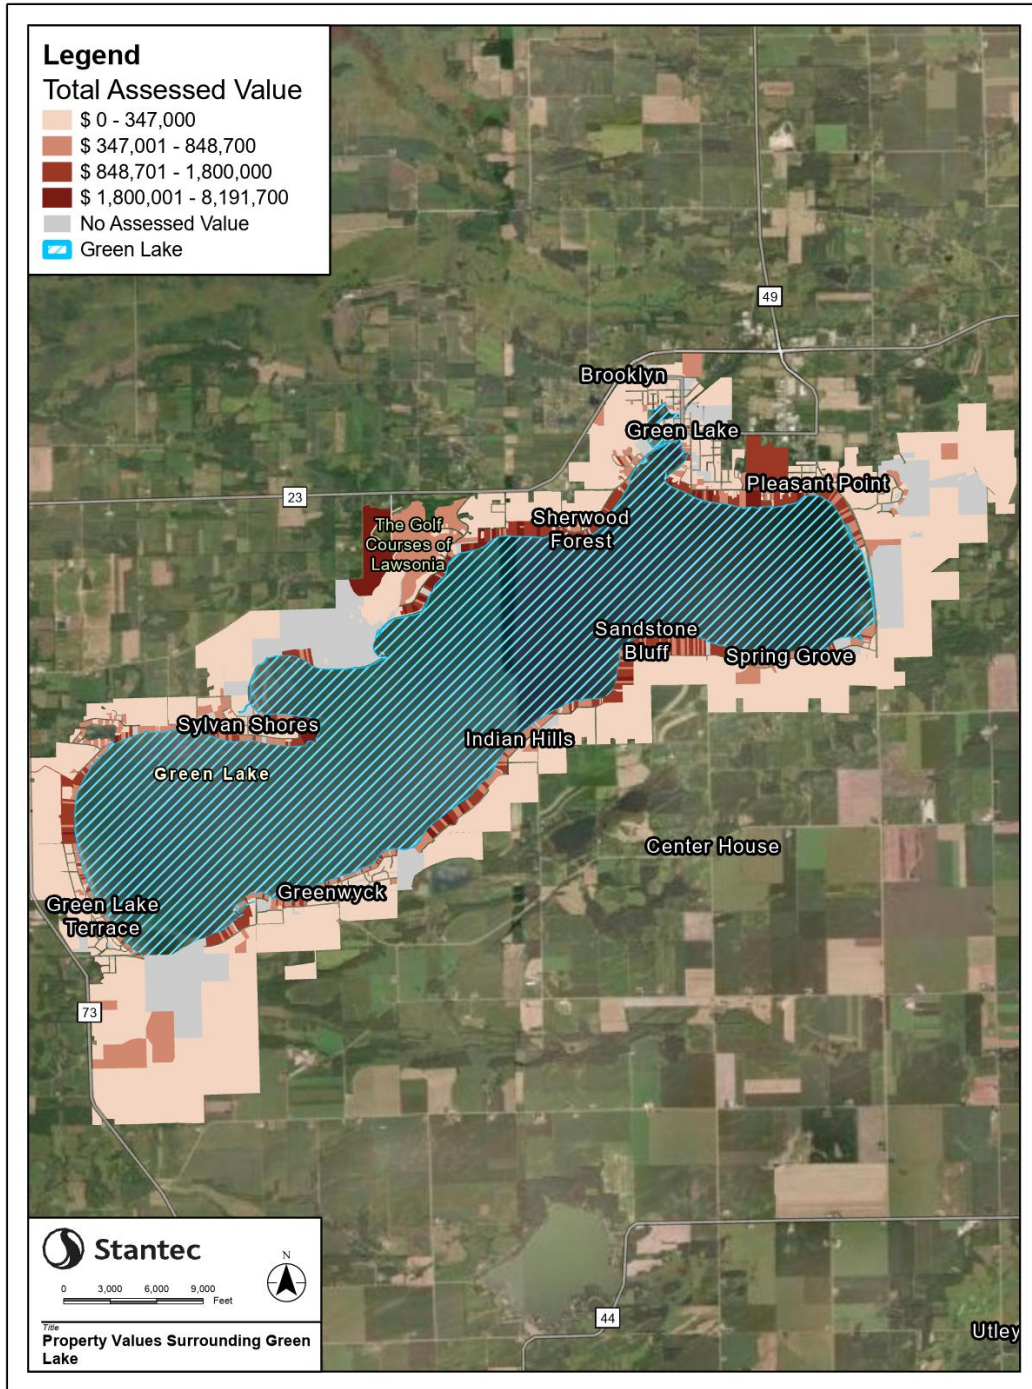 Legend
Total Assessed Value
$ 0 - 347,000
$ 347,001 - 848,700
$ 848,701 - 1,800,000
$ 1,800,001 - 8,191,700
No Assessed Value
Green Lake
49
Brooklyn
Green Lake
Pleasant Point
23
The Golf
Courses of
Lawsonia
Sherwood
Forest
Sandstone
Bluff
Spring Grove
Sylvan Shores
Indian Hills
Green Lake
Center House
Greenwyck
Green Lake
Terrace
73
44
Utley
Stantec
N
0 3,000 6,000 9,000
Feet
Title
Property Values Surrounding Green
Lake